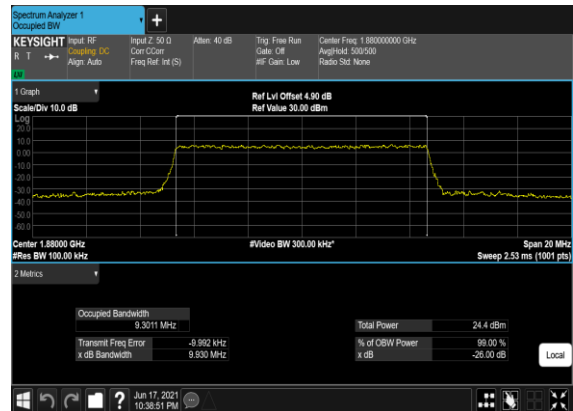 Spectrum Analyzer 1
Occupied BW
+
KEYSIGHT Input: RF Input Z: 50 Ω Atten: 40 dB Trig: Free Run Center Freq: 1.880000000 GHz
R T Coupling: DC Corr CCorr Gate: Off Avg|Hold: 500/500
Align: Auto Freq Ref: Int (S) #IF Gain: Low Radio Std: None
1 Graph
Ref Lvl Offset 4.90 dB
Scale/Div 10.0 dB Ref Value 30.00 dBm
Log
20.0
10.0
0.00
-10.0
-20.0
-30.0
-40.0
-50.0
-60.0
Center 1.88000 GHz #Video BW 300.00 kHz* Span 20 MHz
#Res BW 100.00 kHz Sweep 2.53 ms (1001 pts)
2 Metrics
Occupied Bandwidth
9.3011 MHz Total Power 24.4 dBm
Transmit Freq Error -9.992 kHz % of OBW Power 99.00 %
x dB Bandwidth 9.930 MHz x dB -26.00 dB
Local
? Jun 17, 2021
10:38:51 PM